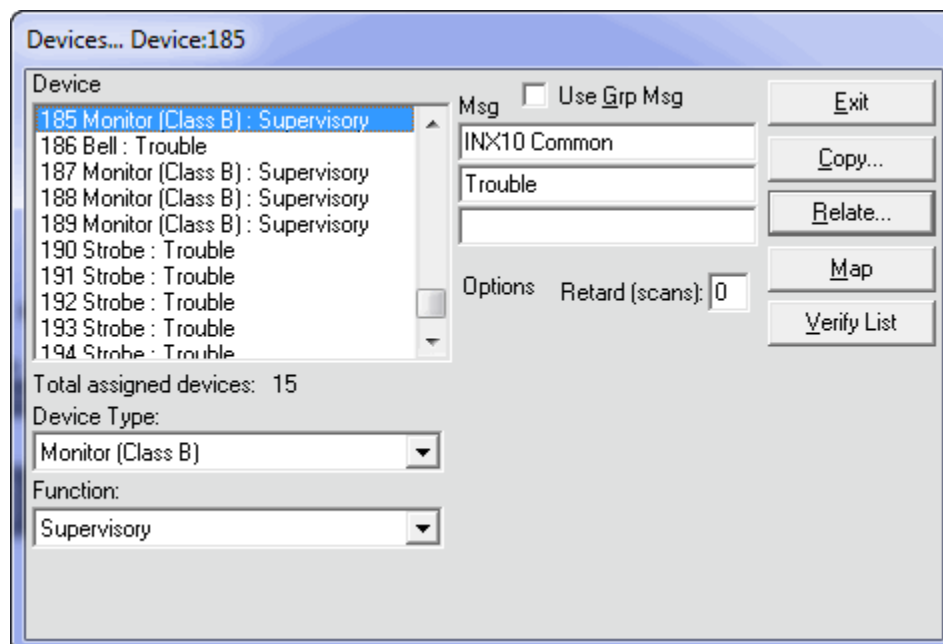 Devices... Device:185
Device
185 Monitor (Class B) : Supervisory
186 Bell : Trouble
187 Monitor (Class B) : Supervisory
188 Monitor (Class B) : Supervisory
189 Monitor (Class B) : Supervisory
190 Strobe : Trouble
191 Strobe : Trouble
192 Strobe : Trouble
193 Strobe : Trouble
194 Strobe : Trouble
Total assigned devices: 15
Device Type:
Monitor (Class B)
Function:
Supervisory
Msg
Use Grp Msg
INX10 Common
Trouble
Options
Retard (scans): 0
Exit
Copy...
Relate...
Map
Verify List